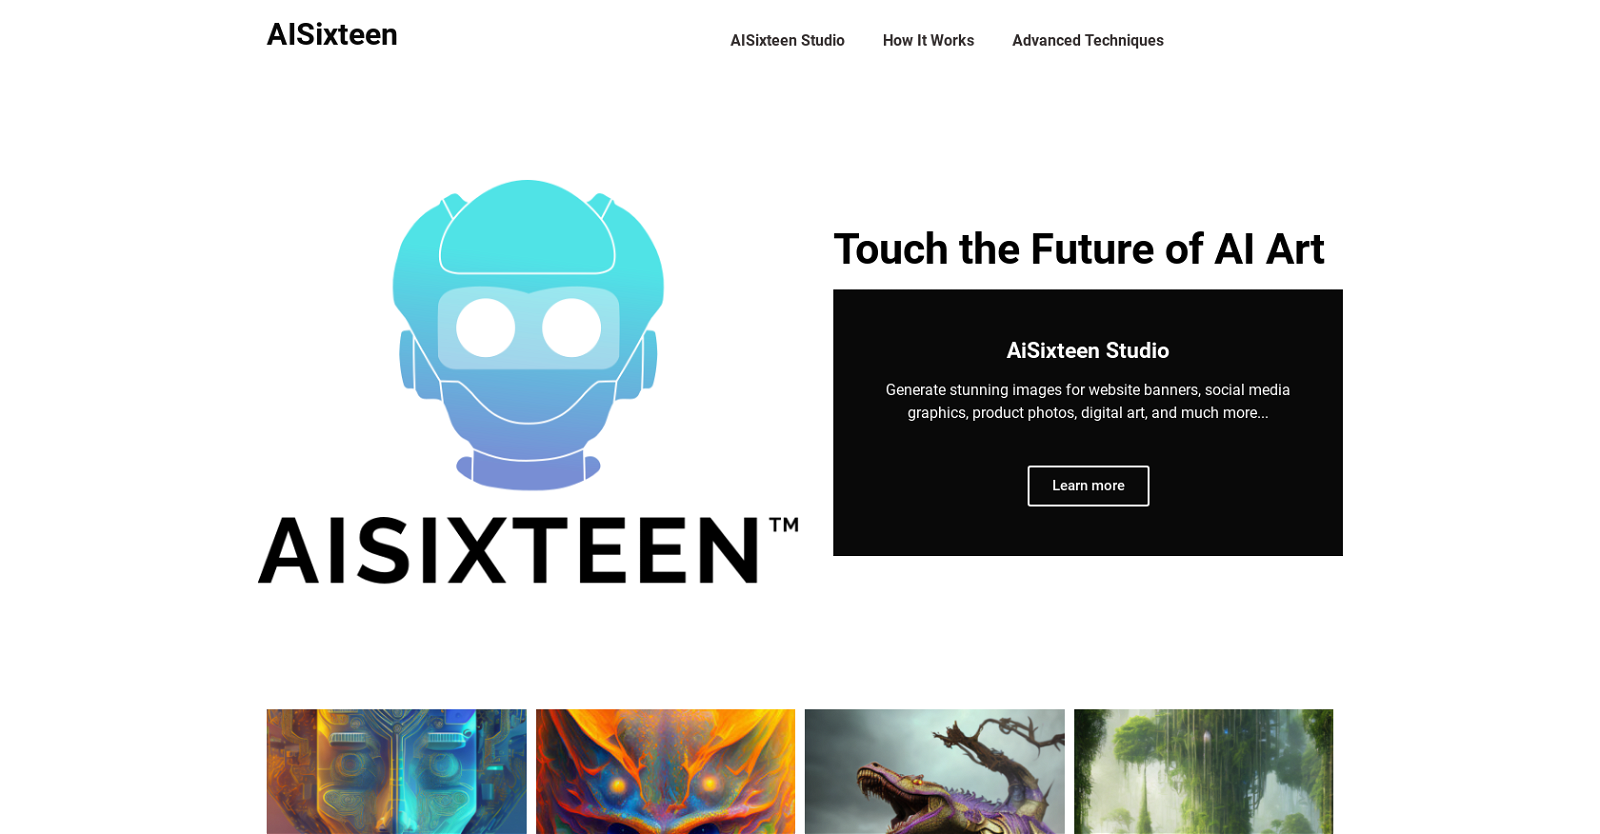 AISixteen
AISixteen Studio
How It Works
Advanced Techniques
AISIXTEEN™
Touch the Future of AI Art
AiSixteen Studio
Generate stunning images for website banners, social media
graphics, product photos, digital art, and much more...
Learn more